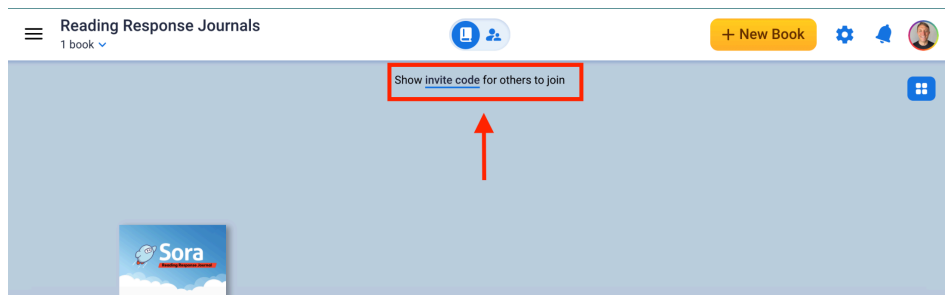 Reading Response Journals
1 book
+ New Book
Show invite code for others to join
Sora
Reading Response Journal